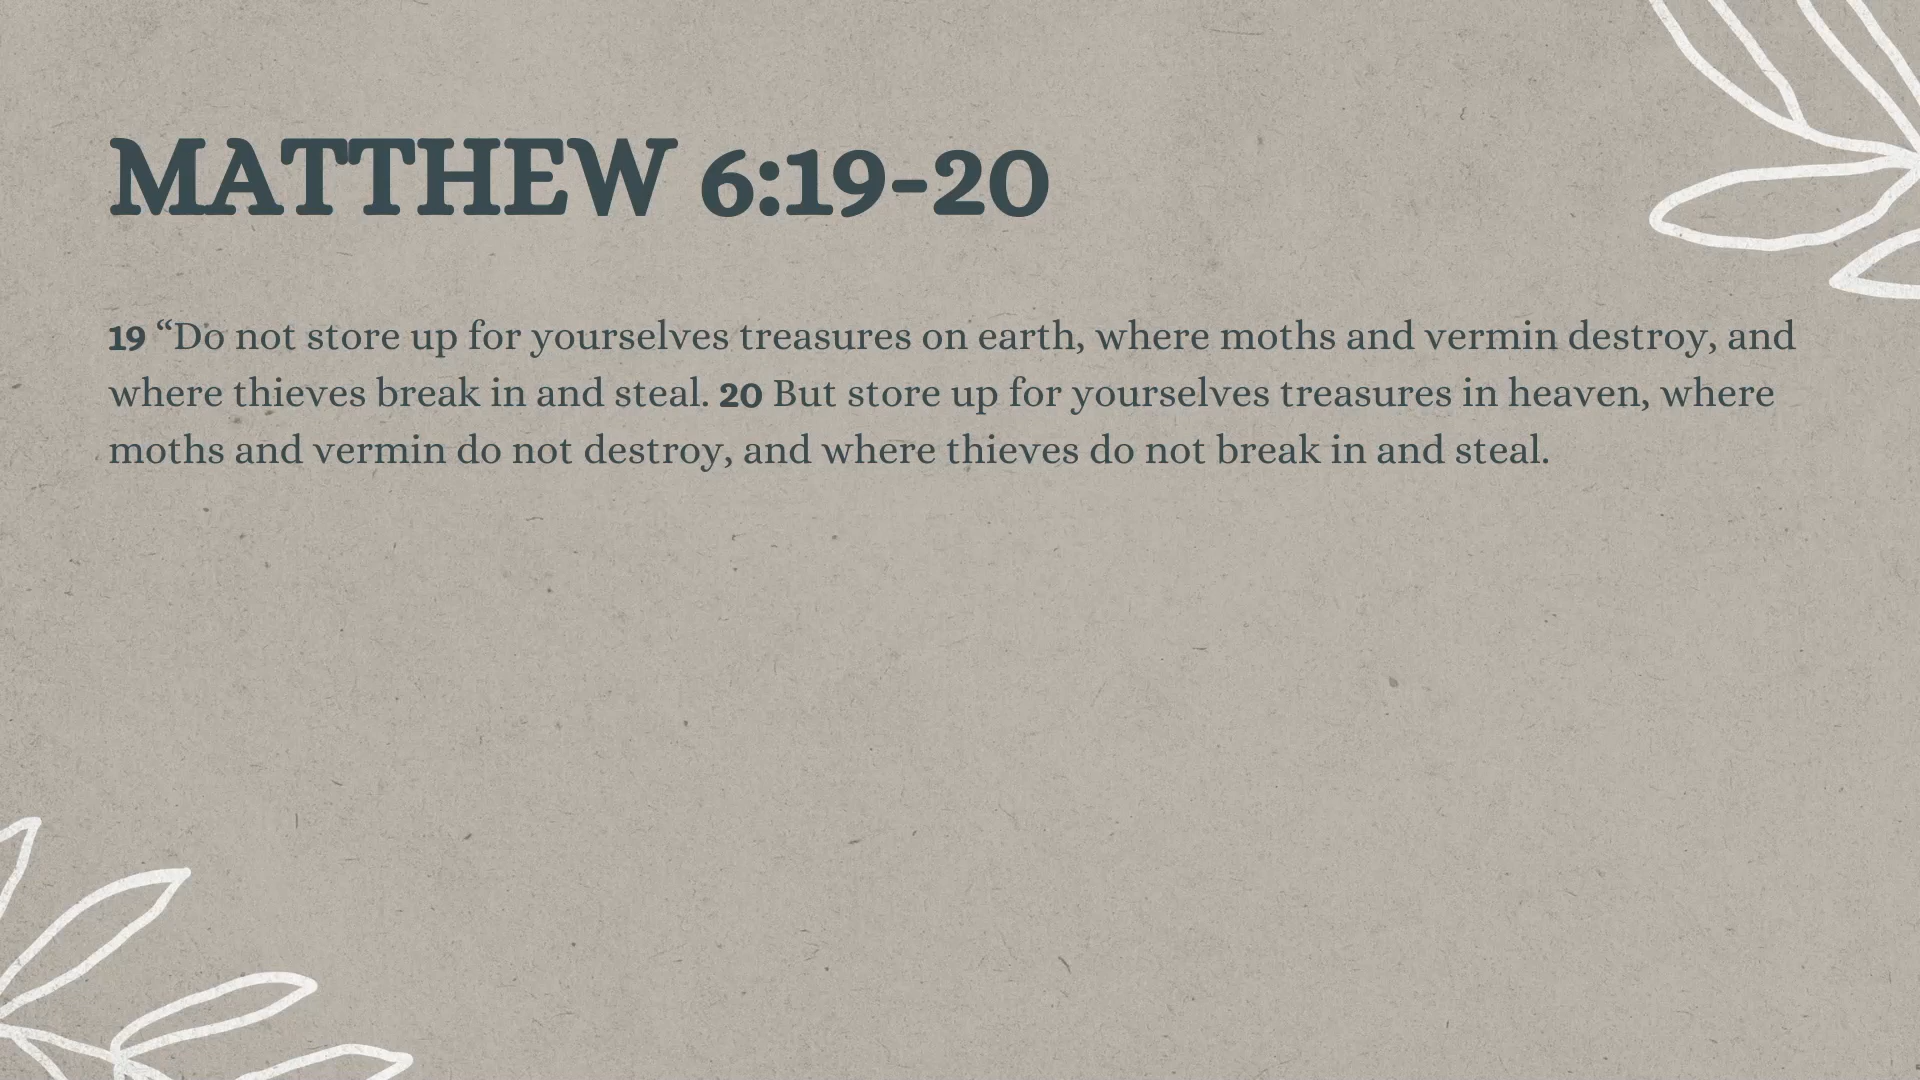 MATTHEW 6:19-20
19 “Do not store up for yourselves treasures on earth, where moths and vermin destroy, and
where thieves break in and steal. 20 But store up for yourselves treasures in heaven, where
moths and vermin do not destroy, and where thieves do not break in and steal.